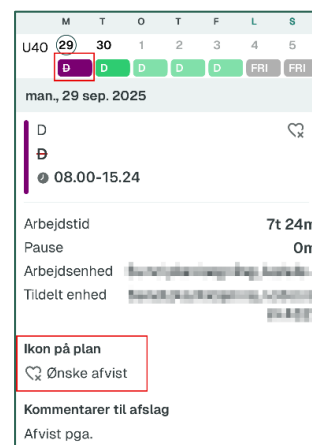 M T O T F L S
U40 29 30 1 2 3 4 5
D D D D D FRI FRI
man., 29 sep. 2025
D
D
08.00-15.24
Arbejdstid 7t 24m
Pause 0m
Arbejdsenhed
Tildelt enhed
Ikon på plan
Ønske afvist
Kommentarer til afslag
Afvist pga.